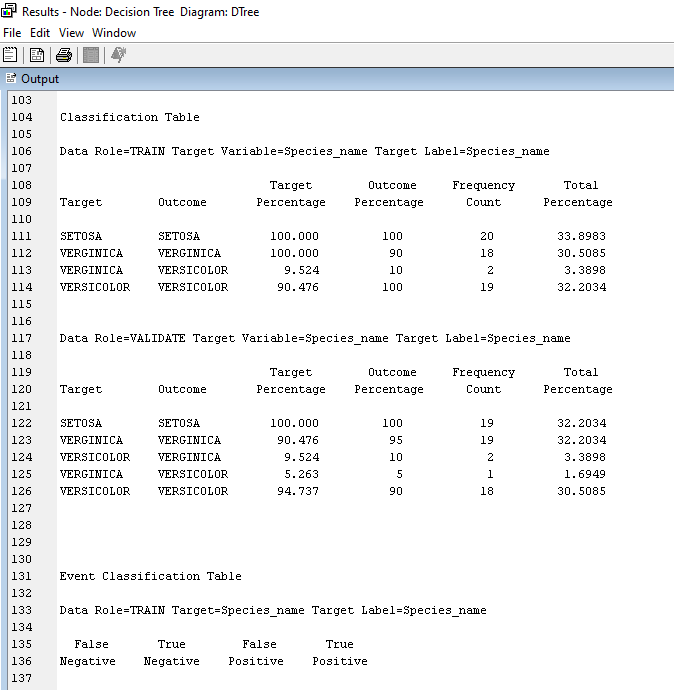 Results - Node: Decision Tree Diagram: DTree
File Edit View Window
Output
103
104 Classification Table
105
106 Data Role=TRAIN Target Variable=Species_name Target Label=Species_name
107
108 Target Outcome Frequency Total
109 Target Outcome Percentage Percentage Count Percentage
110
111 SETOSA SETOSA 100.000 100 20 33.8983
112 VERGINICA VERGINICA 100.000 90 18 30.5085
113 VERGINICA VERSICOLOR 9.524 10 2 3.3898
114 VERSICOLOR VERSICOLOR 90.476 100 19 32.2034
115
116
117 Data Role=VALIDATE Target Variable=Species_name Target Label=Species_name
118
119 Target Outcome Frequency Total
120 Target Outcome Percentage Percentage Count Percentage
121
122 SETOSA SETOSA 100.000 100 19 32.2034
123 VERGINICA VERGINICA 90.476 95 19 32.2034
124 VERSICOLOR VERGINICA 9.524 10 2 3.3898
125 VERGINICA VERSICOLOR 5.263 5 1 1.6949
126 VERSICOLOR VERSICOLOR 94.737 90 18 30.5085
127
128
129
130
131 Event Classification Table
132
133 Data Role=TRAIN Target=Species_name Target Label=Species_name
134
135 False True False True
136 Negative Negative Positive Positive
137